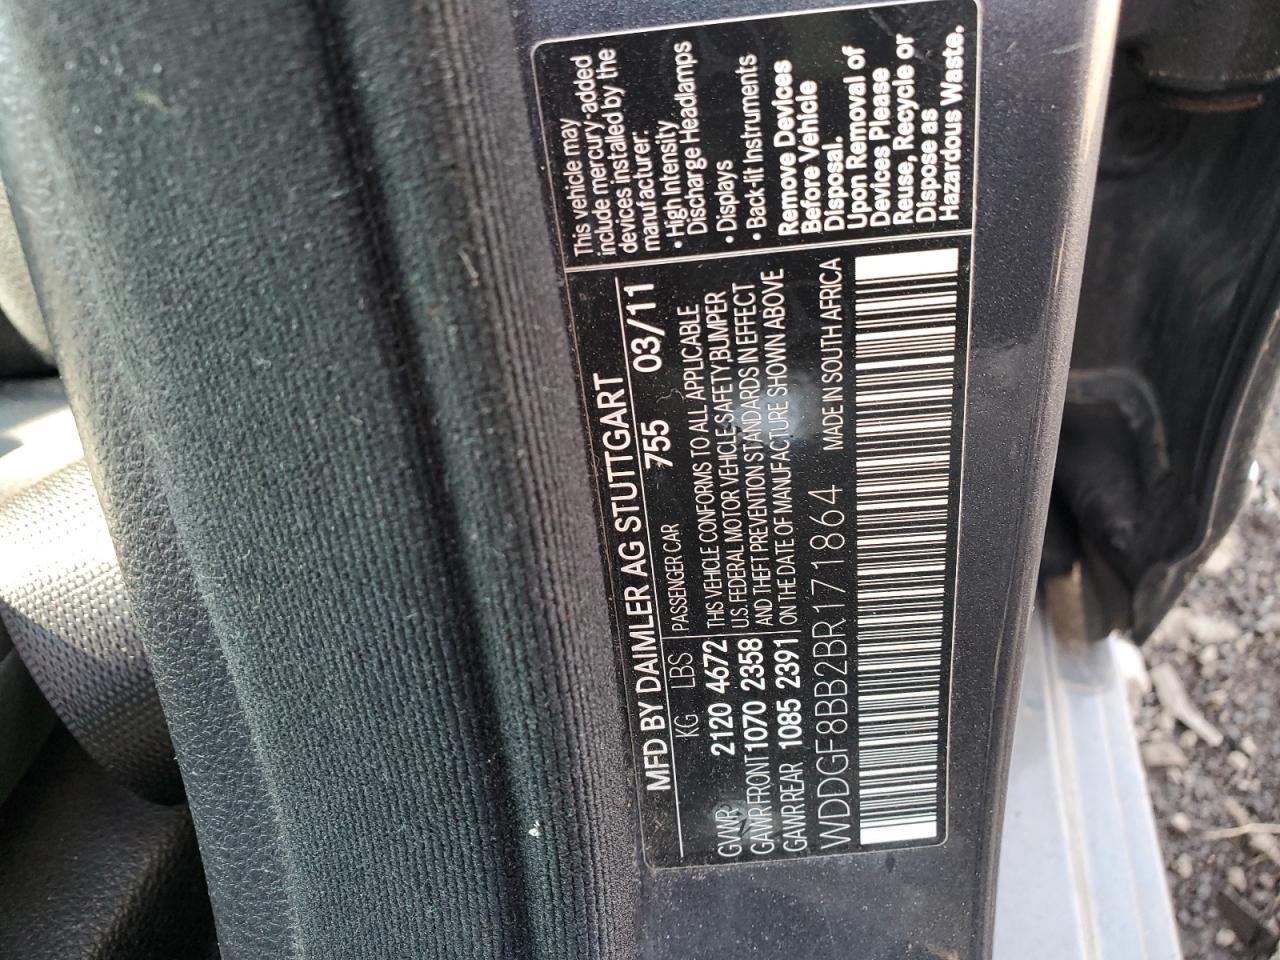 MFD BY DAIMLER AG STUTTGART
KG LBS 755 03/11
GVWR 2120 4672
GAWR FRONT 1070 2358
GAWR REAR 1085 2391
PASSENGER CAR
THIS VEHICLE CONFORMS TO ALL APPLICABLE
U.S. FEDERAL MOTOR VEHICLE SAFETY,BUMPER
AND THEFT PREVENTION STANDARDS IN EFFECT
ON THE DATE OF MANUFACTURE SHOWN ABOVE
WDDGF8BB2BR171864 MADE IN SOUTH AFRICA
This vehicle may
include mercury-added
devices installed by the
manufacturer:
• High Intensity
Discharge Headlamps
• Displays
• Back-lit Instruments
Remove Devices
Before Vehicle
Disposal.
Upon Removal of
Devices Please
Reuse, Recycle or
Dispose as
Hazardous Waste.